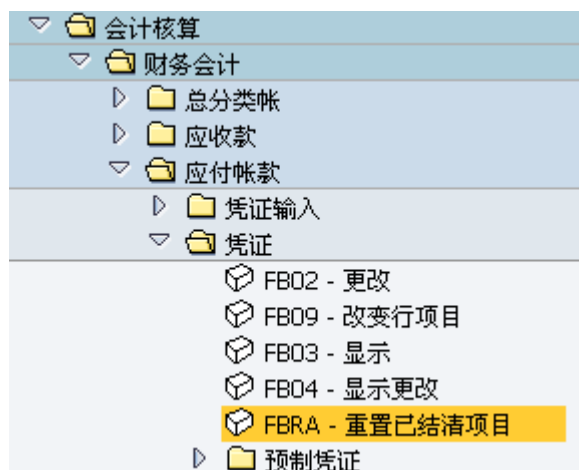 会计核算
财务会计
总分类帐
应收款
应付帐款
凭证输入
凭证
FB02 - 更改
FB09 - 改变行项目
FB03 - 显示
FB04 - 显示更改
FBRA - 重置已结清项目
预制凭证